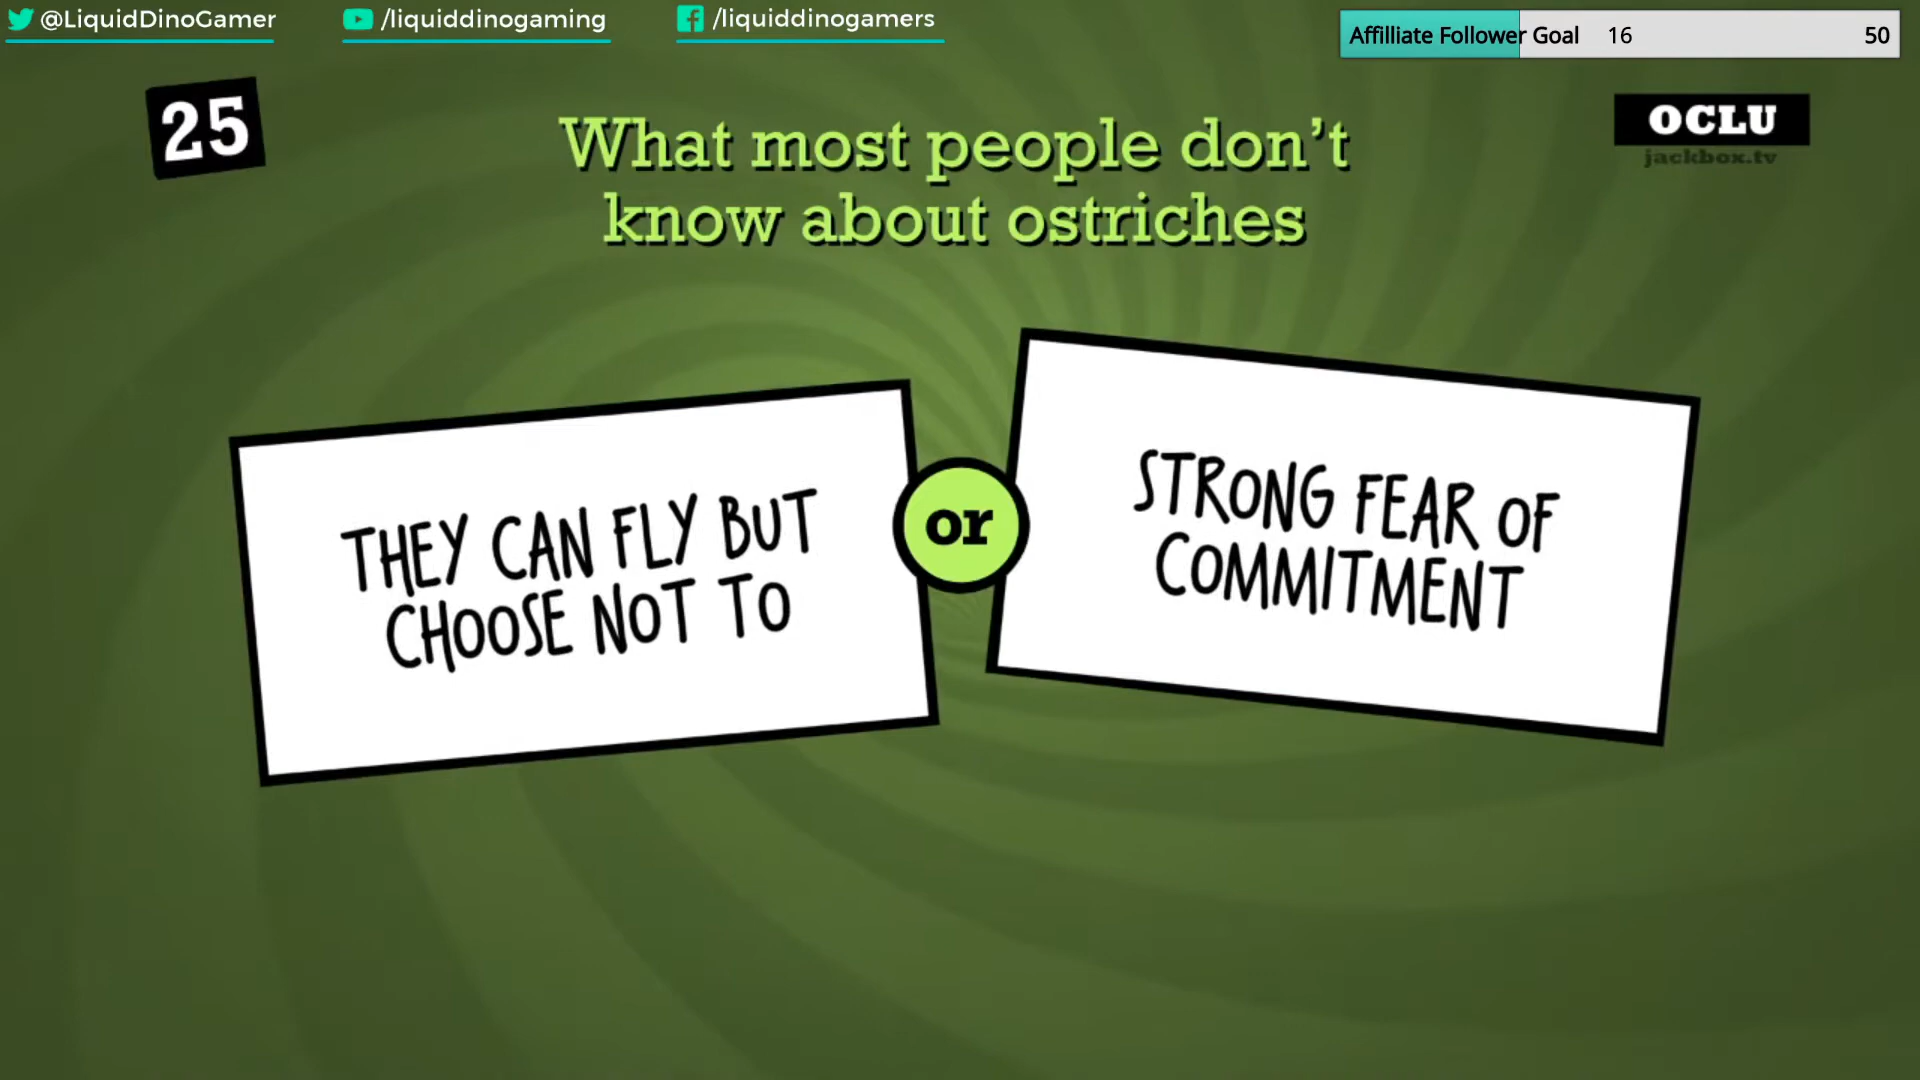 @LiquidDinoGamer
/liquiddinogaming
/liquiddinogamers
Affilliate Follower Goal 16 50
25
OCLU
jackbox.tv
What most people don't
know about ostriches
THEY CAN FLY BUT
CHOOSE NOT TO
or
STRONG FEAR OF
COMMITMENT